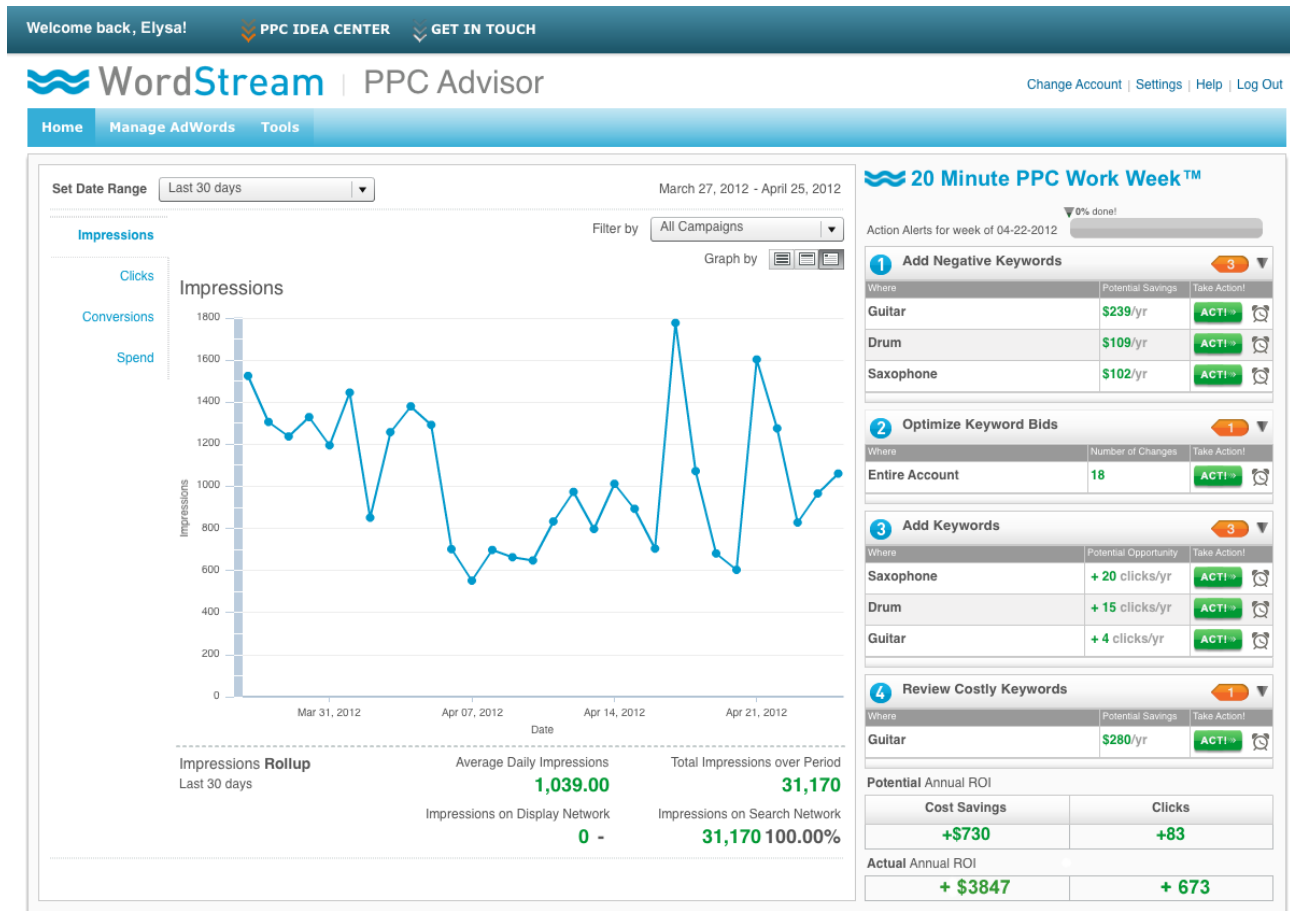 Welcome back, Elysa! PPC IDEA CENTER GET IN TOUCH
WordStream | PPC Advisor
Change Account | Settings | Help | Log Out
Home Manage AdWords Tools
Set Date Range Last 30 days March 27, 2012 - April 25, 2012
Filter by All Campaigns
Graph by
Impressions
Clicks
Conversions
Spend
Impressions
1800
1600
1400
1200
1000
800
600
400
200
0
Impressions
Mar 31, 2012 Apr 07, 2012 Apr 14, 2012 Apr 21, 2012
Date
Impressions Rollup
Last 30 days
Average Daily Impressions Total Impressions over Period
1,039.00 31,170
Impressions on Display Network Impressions on Search Network
0 - 31,170 100.00%
20 Minute PPC Work Week™
0% done!
Action Alerts for week of 04-22-2012
1 Add Negative Keywords 3
Where Potential Savings Take Action!
Guitar $239/yr ACT!
Drum $109/yr ACT!
Saxophone $102/yr ACT!
2 Optimize Keyword Bids 1
Where Number of Changes Take Action!
Entire Account 18 ACT!
3 Add Keywords 3
Where Potential Opportunity Take Action!
Saxophone + 20 clicks/yr ACT!
Drum + 15 clicks/yr ACT!
Guitar + 4 clicks/yr ACT!
4 Review Costly Keywords 1
Where Potential Savings Take Action!
Guitar $280/yr ACT!
Potential Annual ROI
Cost Savings Clicks
+$730 +83
Actual Annual ROI
+ $3847 + 673